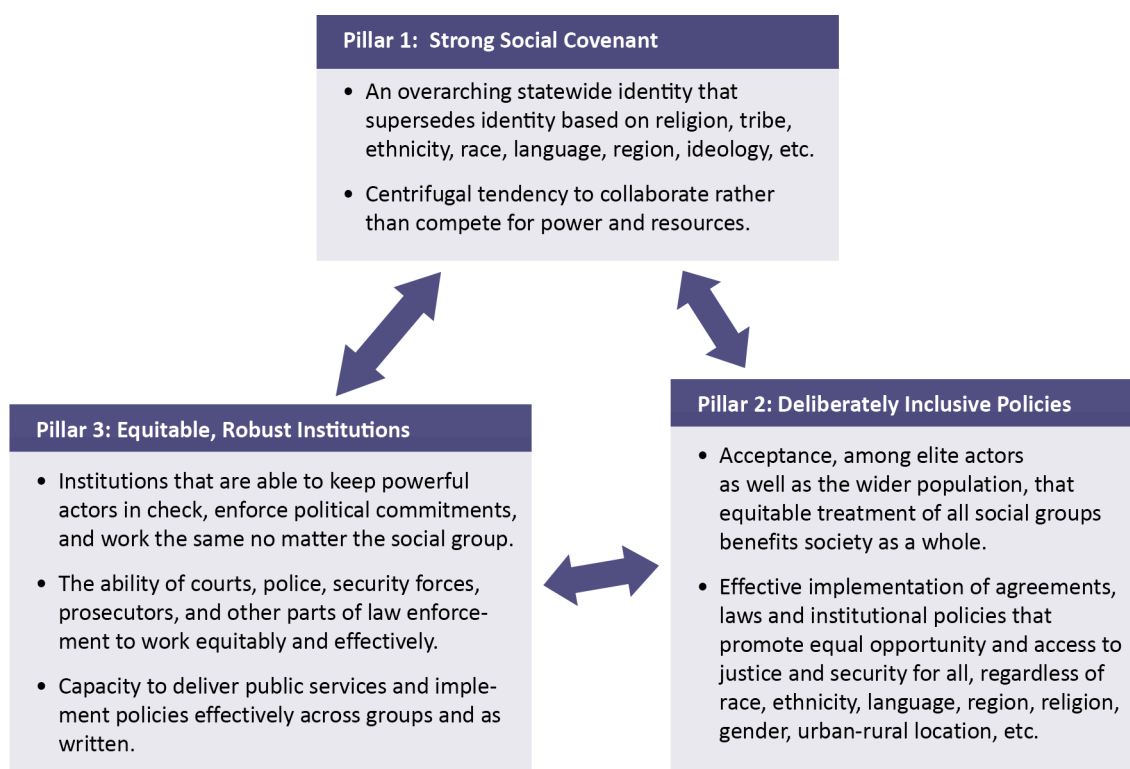 Pillar 1:  Strong Social Covenant
• An overarching statewide identity that
supersedes identity based on religion, tribe,
ethnicity, race, language, region, ideology, etc.
• Centrifugal tendency to collaborate rather
than compete for power and resources.
Pillar 2: Deliberately Inclusive Policies
• Acceptance, among elite actors
as well as the wider population, that
equitable treatment of all social groups
benefits society as a whole.
• Effective implementation of agreements,
laws and institutional policies that
promote equal opportunity and access to
justice and security for all, regardless of
race, ethnicity, language, region, religion,
gender, urban-rural location, etc.
Pillar 3: Equitable, Robust Institutions
• Institutions that are able to keep powerful
actors in check, enforce political commitments,
and work the same no matter the social group.
• The ability of courts, police, security forces,
prosecutors, and other parts of law enforce-
ment to work equitably and effectively.
• Capacity to deliver public services and imple-
ment policies effectively across groups and as
written.